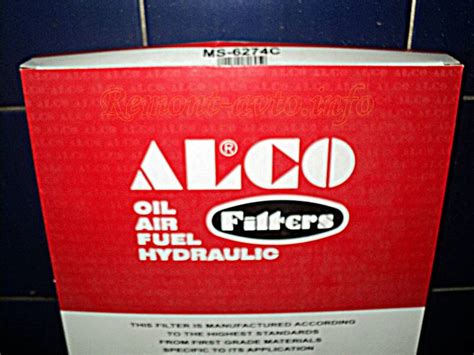 MS-6274C
Remont-avto.info
ALCO®
OIL
AIR
FUEL
HYDRAULIC
Filters
THIS FILTER IS MANUFACTURED ACCORDING
TO THE HIGHEST STANDARDS
FROM FIRST GRADE MATERIALS
SPECIFIC TO ITS APPLICATION